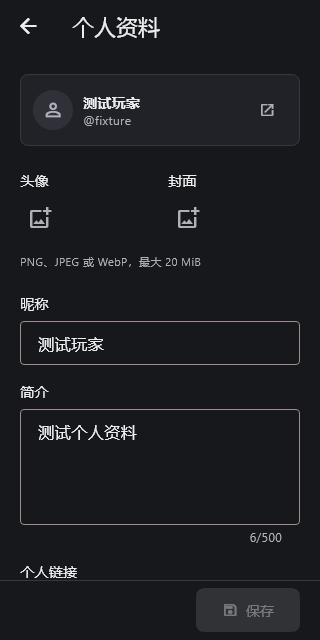 个人资料
测试玩家
@fixture
头像
封面
PNG、JPEG 或 WebP，最大 20 MiB
昵称
测试玩家
简介
测试个人资料
6/500
个人链接
保存